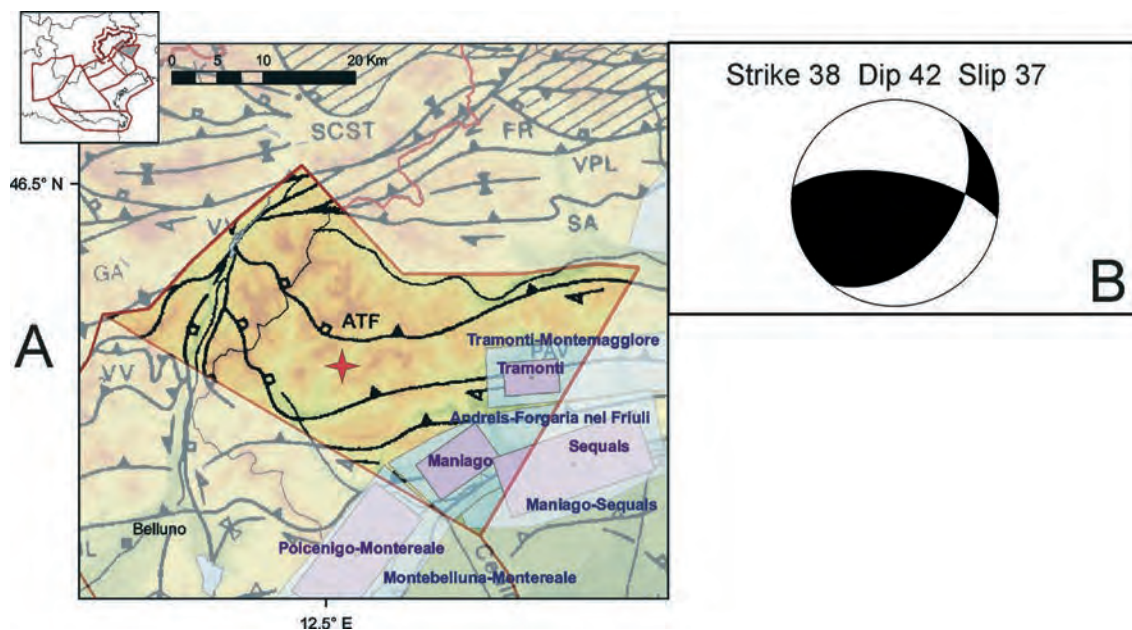 0 5 10 20 Km
SCST
FR
VPL
46.5° N
SA
GA
A
ATF
Tramonti-Montemaggiore
PAV
Tramonti
VV
Andreis-Forgaria nel Friuli
Sequals
Maniago
Maniago-Sequals
Belluno
Polcenigo-Montereale
Montebelluna-Montereale
12.5° E
Strike 38 Dip 42 Slip 37
B